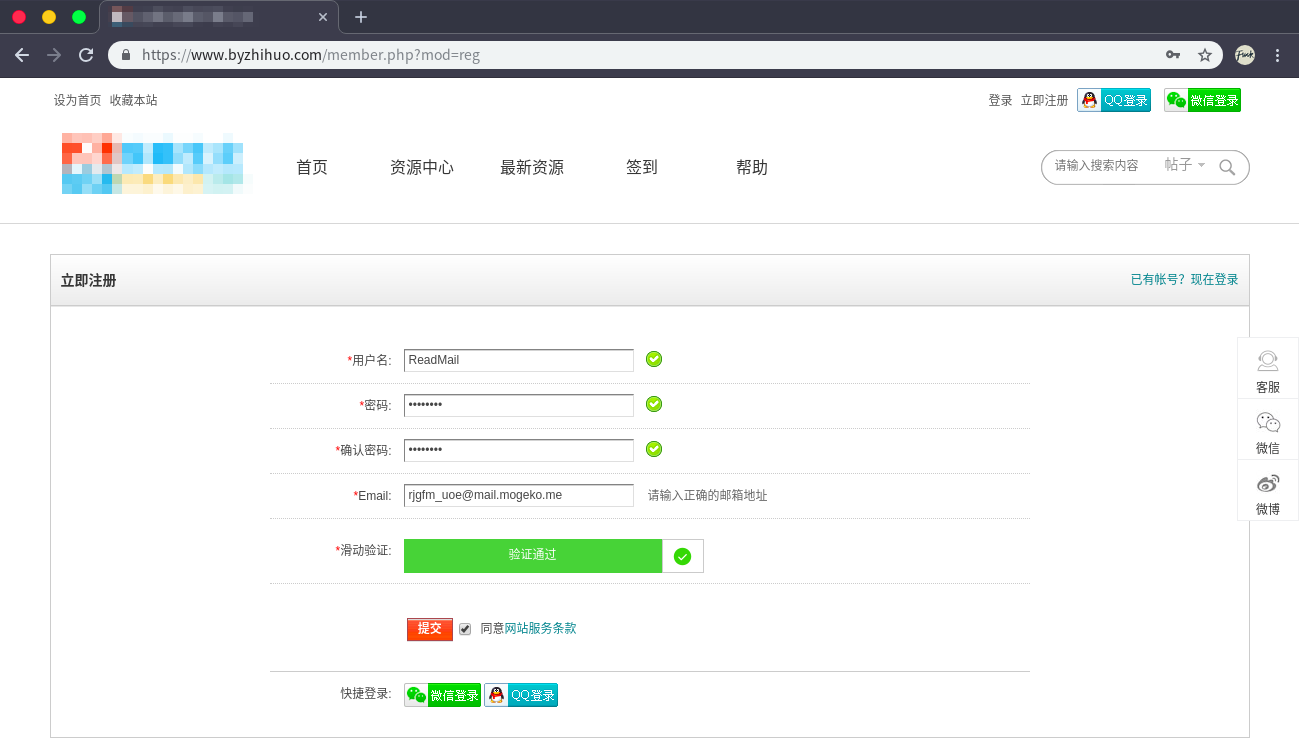 https://www.byzhihuo.com/member.php?mod=reg
设为首页 收藏本站
登录 立即注册 QQ登录 微信登录
首页 资源中心 最新资源 签到 帮助
请输入搜索内容 帖子
立即注册
已有帐号? 现在登录
*用户名: ReadMail
*密码: ••••••••
*确认密码: ••••••••
*Email: rjgfm_uoe@mail.mogeko.me 请输入正确的邮箱地址
*滑动验证: 验证通过
提交 同意网站服务条款
快捷登录: 微信登录 QQ登录
客服
微信
微博